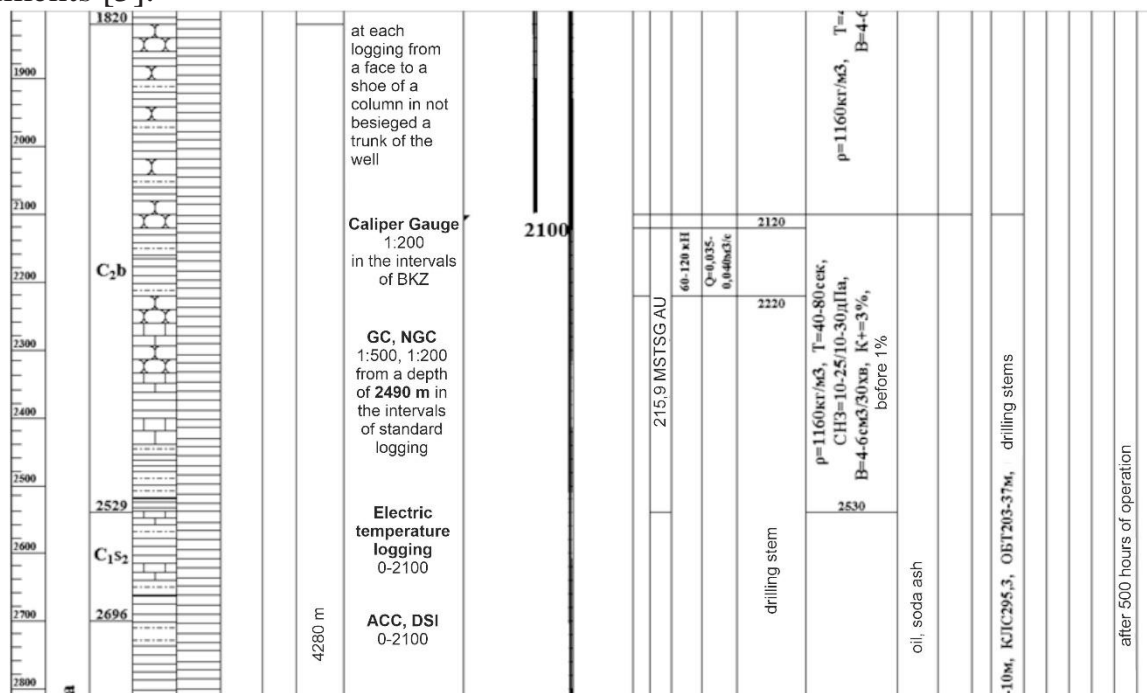 1820
1900
2000
2100
2200
2300
2400
2500
2600
2700
2800
C₂b
2529
C₁s₂
2696
4280 m
at each
logging from
a face to a
shoe of a
column in not
besieged a
trunk of the
well
Caliper Gauge
1:200
in the intervals
of BKZ
GC, NGC
1:500, 1:200
from a depth
of 2490 m in
the intervals
of standard
logging
Electric
temperature
logging
0-2100
ACC, DSI
0-2100
2100
215,9 MSTSG AU
60-120 кН
Q=0,035-
0,040м3/с
2120
2220
drilling stem
ρ=1160кг/м3,
ρ=1160кг/м3, Т=40-80сек,
СНЗ=10-25/10-30дПа,
В=4-6см3/30хв, К+=3%,
before 1%
2530
oil, soda ash
-10м, КЛС295,3, ОБТ203-37м, drilling stems
after 500 hours of operation